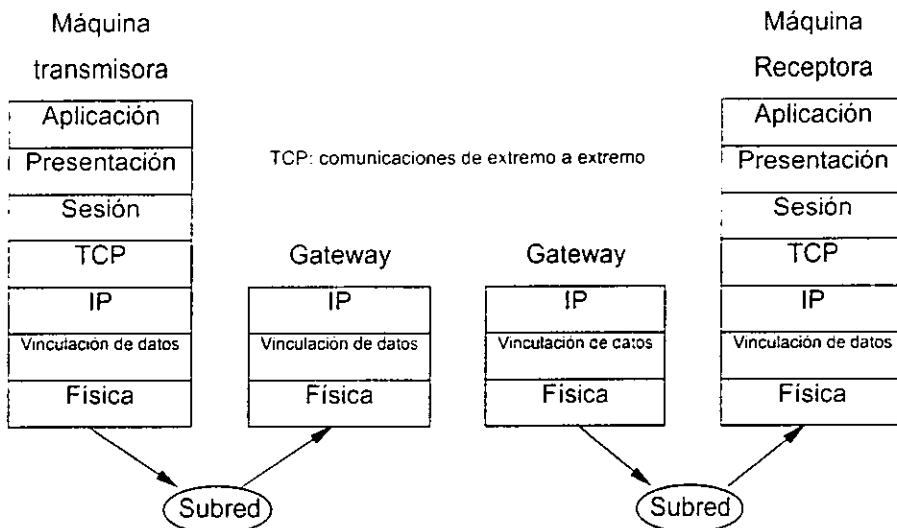 Máquina
transmisora
Aplicación
Presentación
Sesión
TCP
IP
Vinculación de datos
Física
TCP: comunicaciones de extremo a extremo
Gateway
IP
Vinculación de datos
Física
Gateway
IP
Vinculación de datos
Física
Máquina
Receptora
Aplicación
Presentación
Sesión
TCP
IP
Vinculación de datos
Física
Subred
Subred